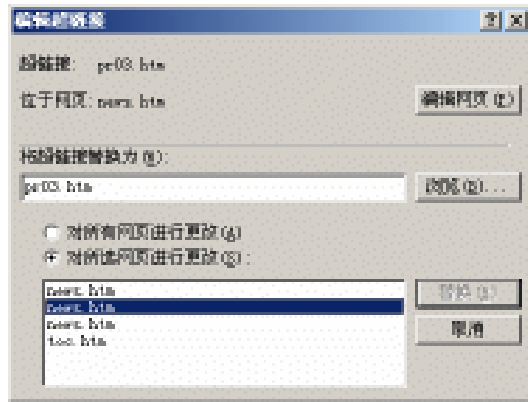 编辑超链接
超链接: pr03.htm
位于网页: news.htm
编辑网页(E)
将超链接替换为(W):
pr03.htm
浏览(B)...
对所有网页进行更改(A)
对所选网页进行更改(S):
news.htm
news.htm
news.htm
toc.htm
替换(R)
取消